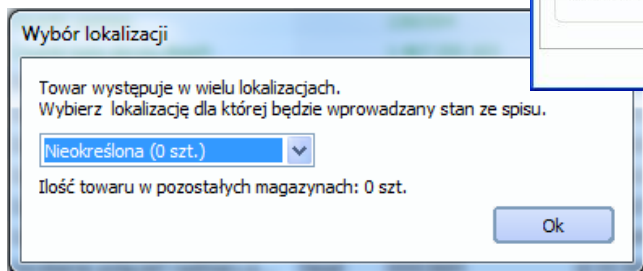 Wybór lokalizacji
Towar występuje w wielu lokalizacjach.
Wybierz  lokalizację dla której będzie wprowadzany stan ze spisu.
Nieokreślona (0 szt.)
Ilość towaru w pozostałych magazynach: 0 szt.
Ok